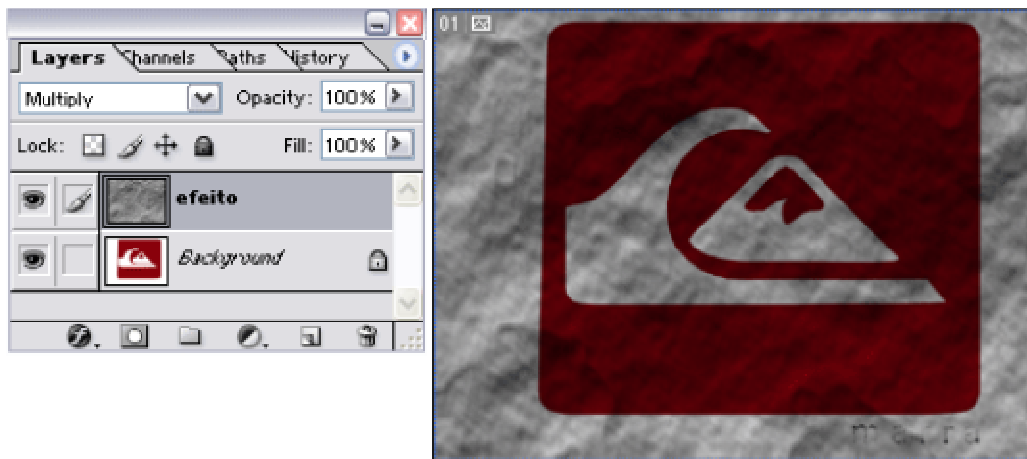 Layers Channels Paths History
Multiply Opacity: 100%
Lock: Fill: 100%
efeito
Background
01